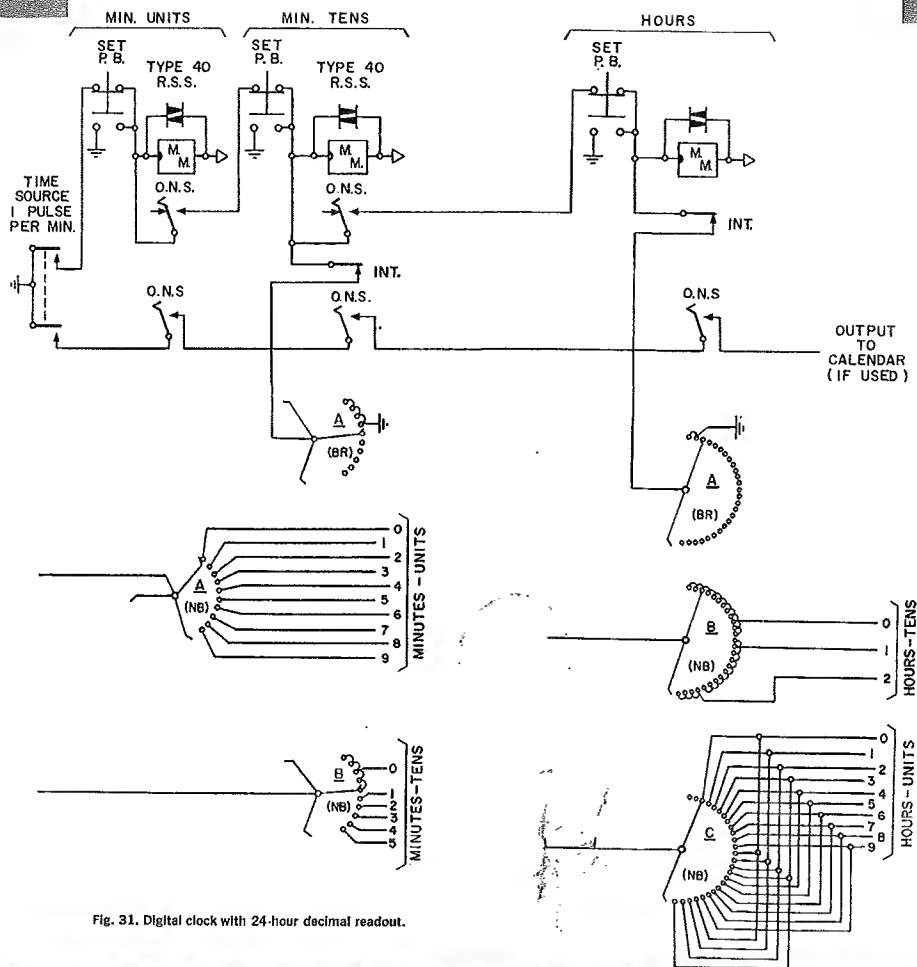 MIN. UNITS
MIN. TENS
HOURS
SET
P. B.
TYPE 40
R.S.S.
SET
P. B.
TYPE 40
R.S.S.
SET
P. B.
M.
M.
M.
M.
M.
M.
TIME
SOURCE
I PULSE
PER MIN.
O.N.S.
O.N.S.
INT.
INT.
O.N.S
O.N.S.
O.N.S
OUTPUT
TO
CALENDAR
( IF USED )
A
(BR)
A
(BR)
A
(NB)
0
1
2
3
4
5
6
7
8
9
MINUTES-UNITS
B
(NB)
0
1
2
HOURS-TENS
B
(NB)
0
1
2
3
4
5
MINUTES-TENS
C
(NB)
0
1
2
3
4
5
6
7
8
9
HOURS-UNITS
Fig. 31. Digital clock with 24-hour decimal readout.